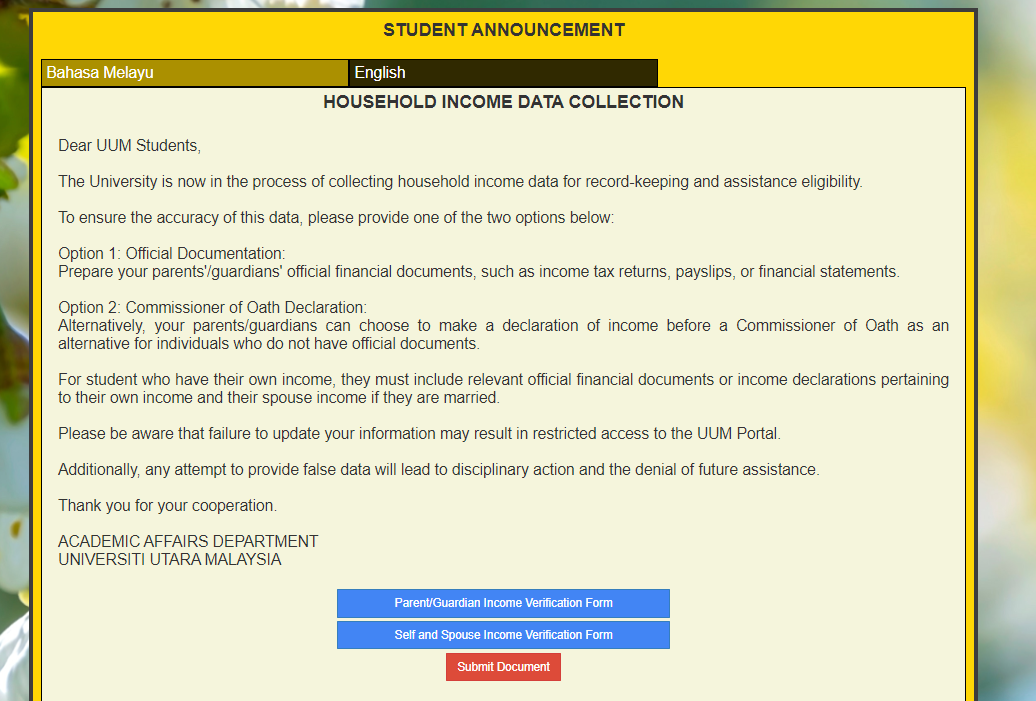 STUDENT ANNOUNCEMENT
Bahasa Melayu
English
HOUSEHOLD INCOME DATA COLLECTION
Dear UUM Students,
The University is now in the process of collecting household income data for record-keeping and assistance eligibility.
To ensure the accuracy of this data, please provide one of the two options below:
Option 1: Official Documentation:
Prepare your parents'/guardians' official financial documents, such as income tax returns, payslips, or financial statements.
Option 2: Commissioner of Oath Declaration:
Alternatively, your parents/guardians can choose to make a declaration of income before a Commissioner of Oath as an
alternative for individuals who do not have official documents.
For student who have their own income, they must include relevant official financial documents or income declarations pertaining
to their own income and their spouse income if they are married.
Please be aware that failure to update your information may result in restricted access to the UUM Portal.
Additionally, any attempt to provide false data will lead to disciplinary action and the denial of future assistance.
Thank you for your cooperation.
ACADEMIC AFFAIRS DEPARTMENT
UNIVERSITI UTARA MALAYSIA
Parent/Guardian Income Verification Form
Self and Spouse Income Verification Form
Submit Document